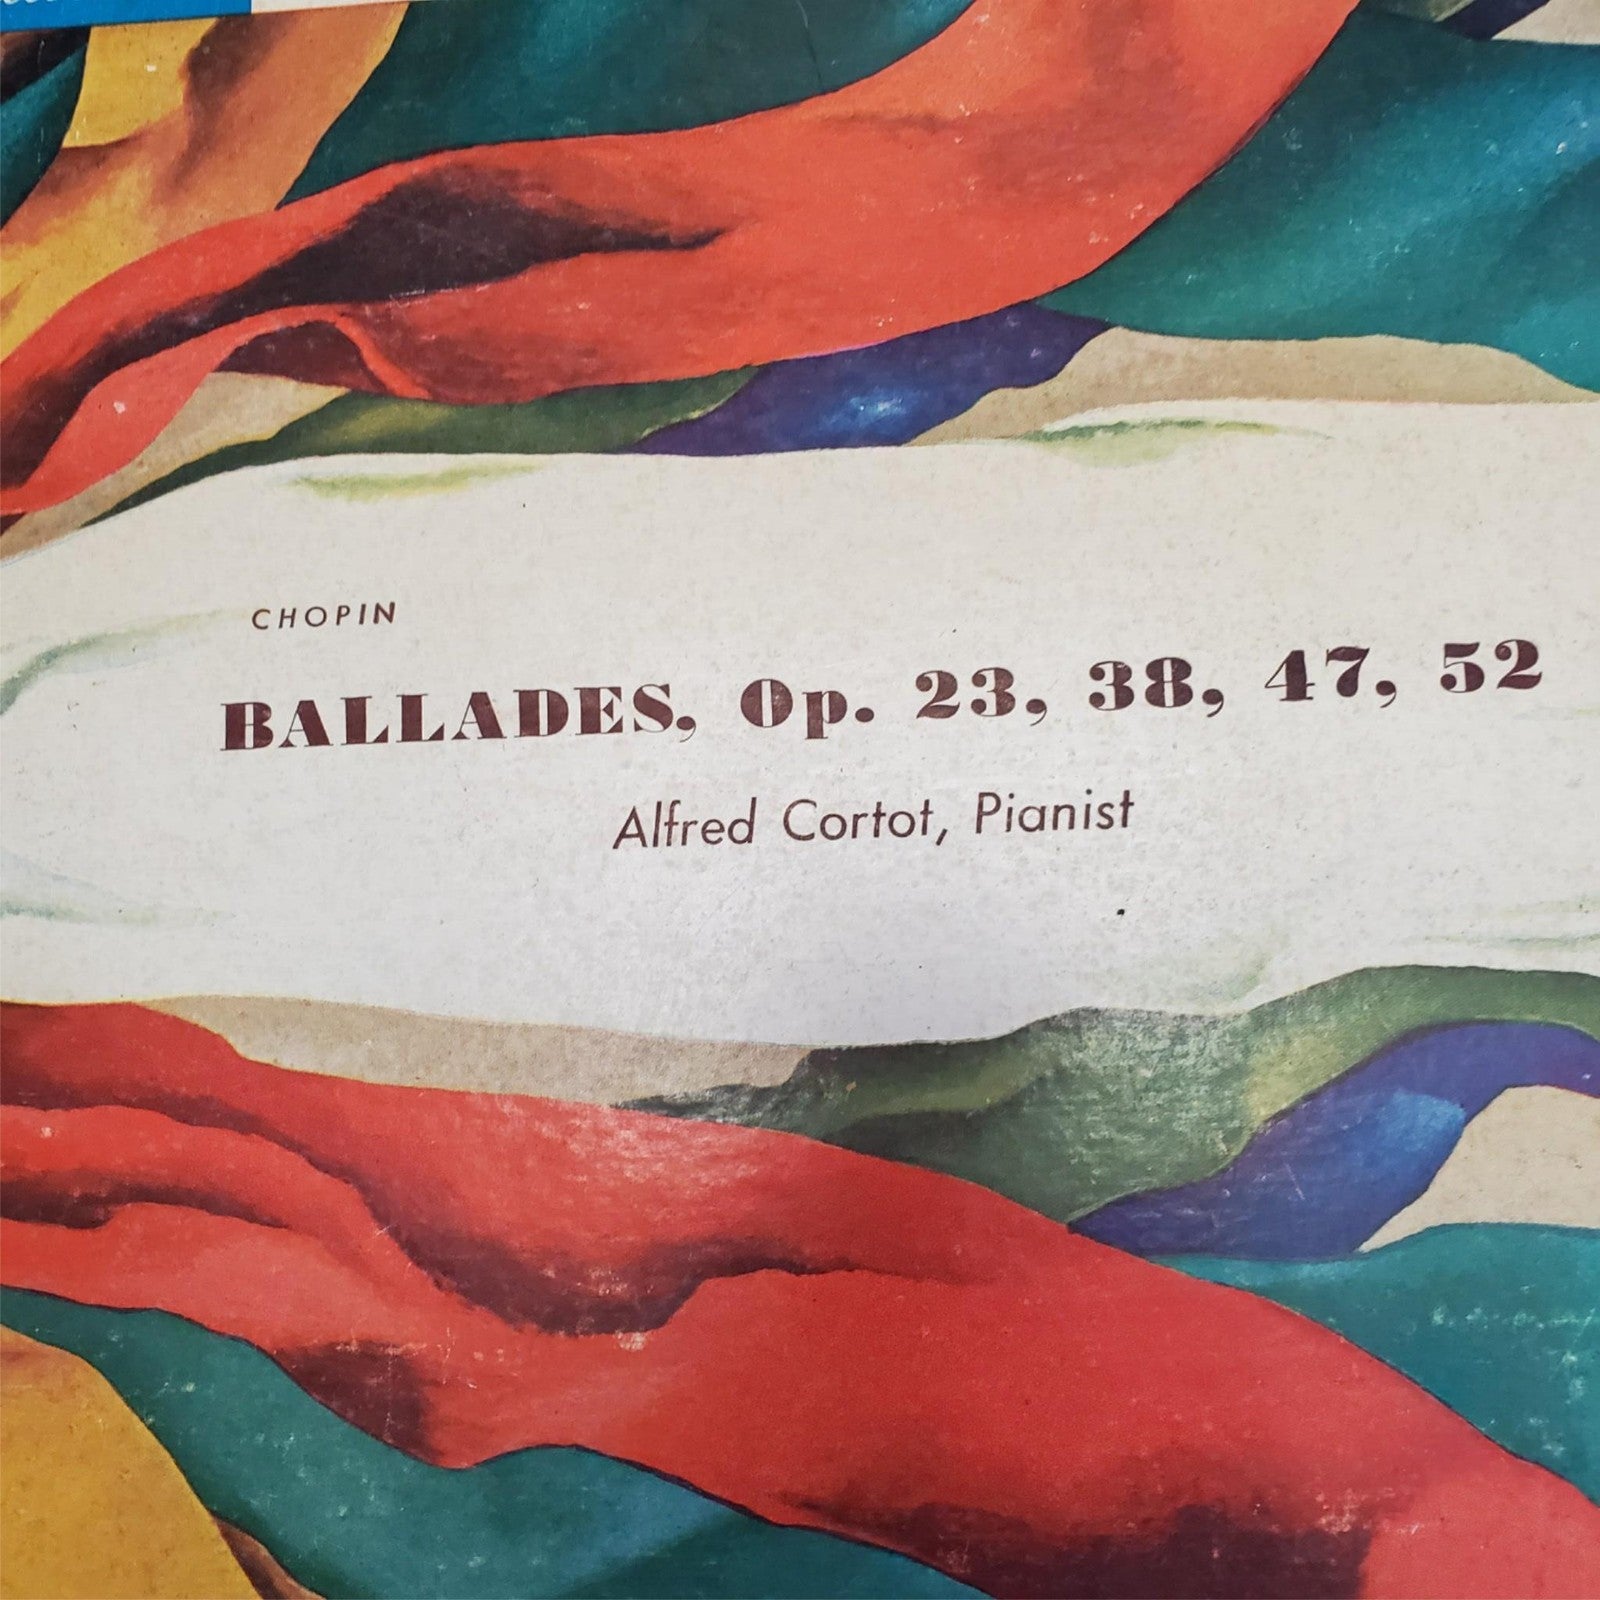 CHOPIN
BALLADES, Op. 23, 38, 47, 52
Alfred Cortot, Pianist